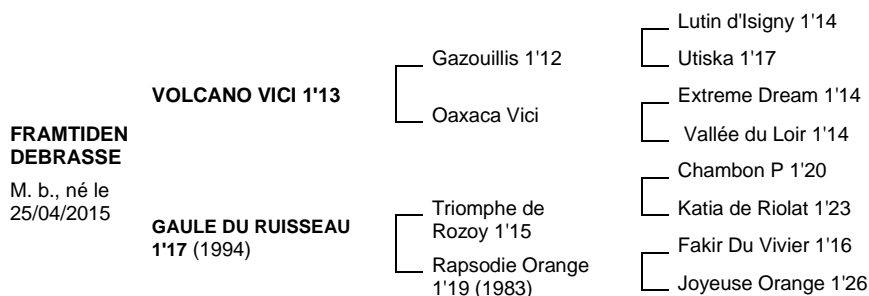 FRAMTIDEN
DEBRASSE
M. b., né le
25/04/2015
VOLCANO VICI 1'13
GAULE DU RUISSEAU
1'17 (1994)
Gazouillis 1'12
Oaxaca Vici
Triomphe de
Rozoy 1'15
Rapsodie Orange
1'19 (1983)
Lutin d'Isigny 1'14
Utiska 1'17
Extreme Dream 1'14
Vallée du Loir 1'14
Chambon P 1'20
Katia de Riolat 1'23
Fakir Du Vivier 1'16
Joyeuse Orange 1'26